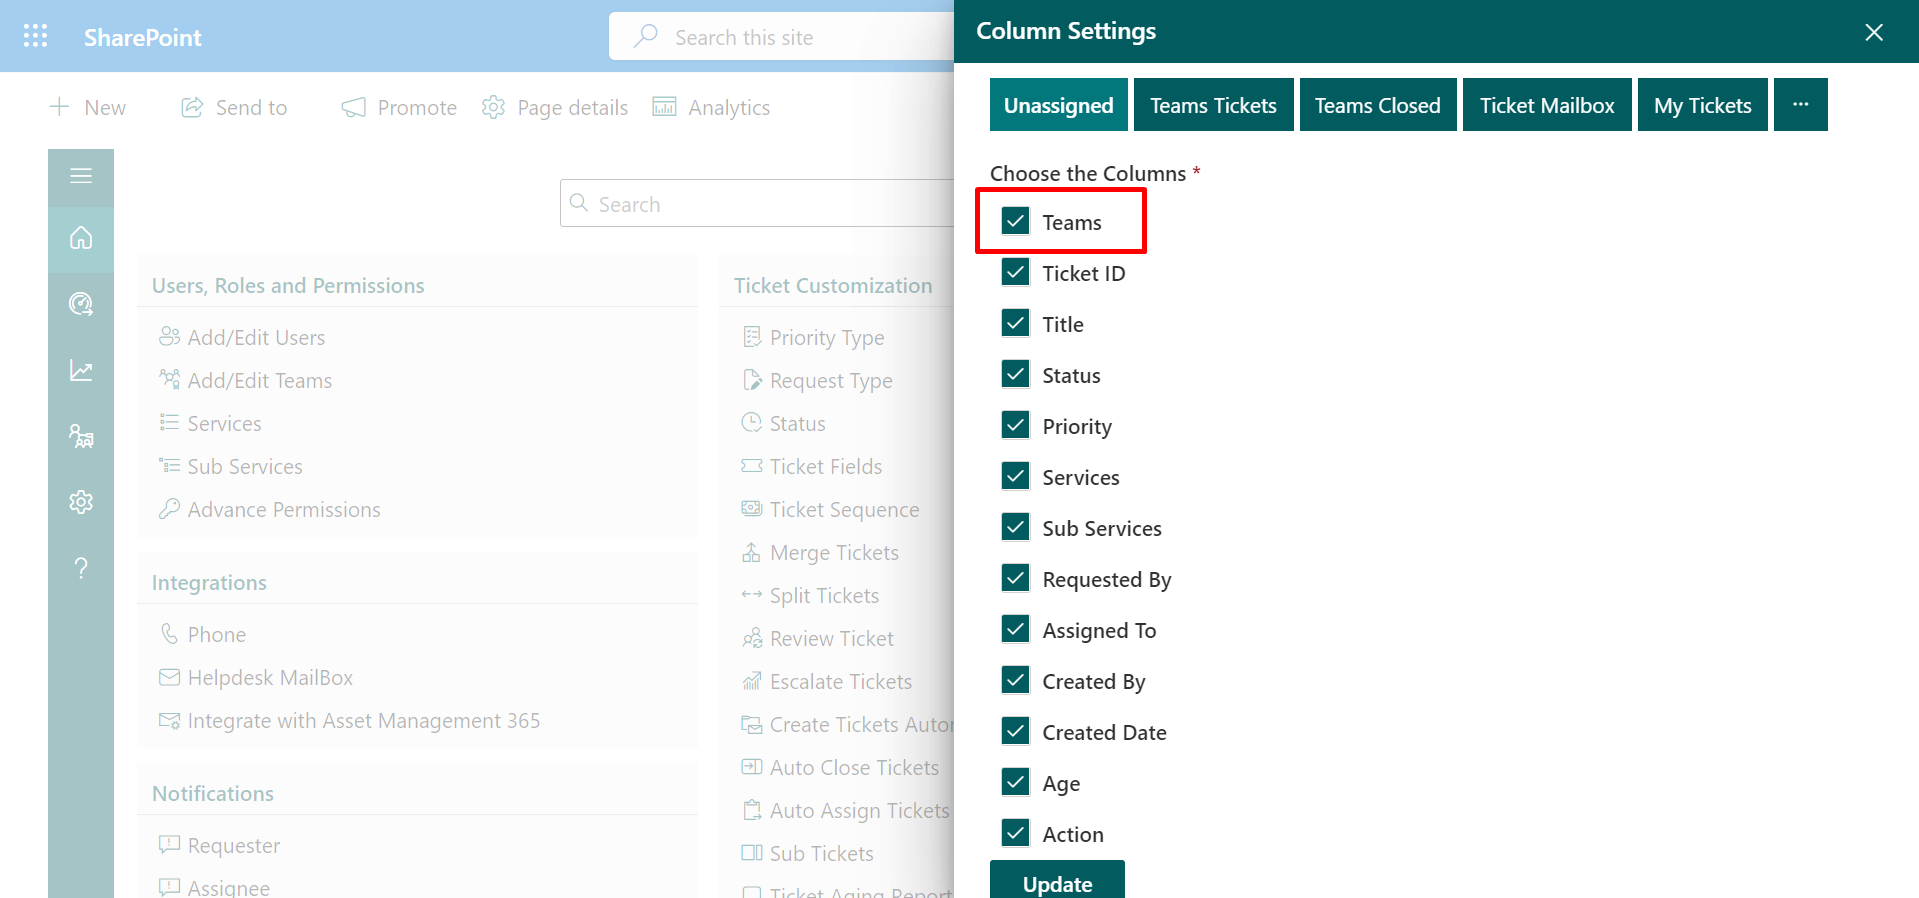 SharePoint
Search this site
New
Send to
Promote
Page details
Analytics
Search
Users, Roles and Permissions
Add/Edit Users
Add/Edit Teams
Services
Sub Services
Advance Permissions
Integrations
Phone
Helpdesk MailBox
Integrate with Asset Management 365
Notifications
Requester
Assignee
Ticket Customization
Priority Type
Request Type
Status
Ticket Fields
Ticket Sequence
Merge Tickets
Split Tickets
Review Ticket
Escalate Tickets
Create Tickets Autor
Auto Close Tickets
Auto Assign Tickets
Sub Tickets
Ticket Aging Report
Column Settings
Unassigned
Teams Tickets
Teams Closed
Ticket Mailbox
My Tickets
...
Choose the Columns *
Teams
Ticket ID
Title
Status
Priority
Services
Sub Services
Requested By
Assigned To
Created By
Created Date
Age
Action
Update